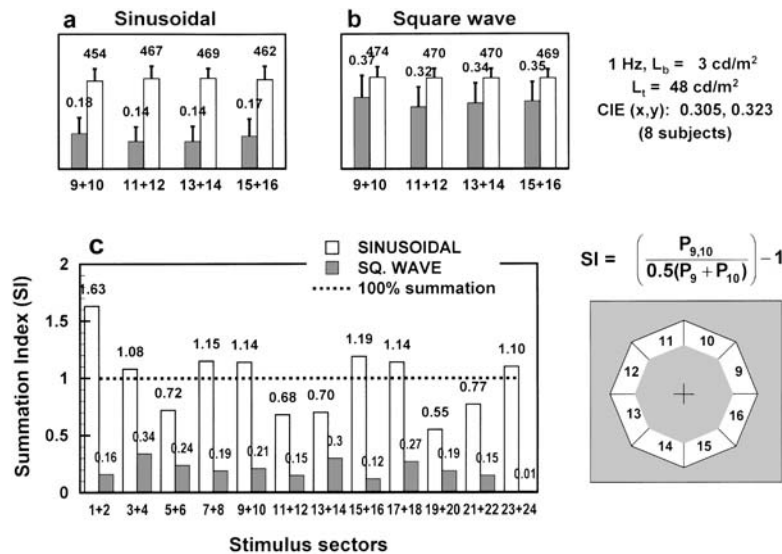 a Sinusoidal
454 467 469 462
0.18 0.14 0.14 0.17
9+10 11+12 13+14 15+16
b Square wave
474 470 470 469
0.37 0.32 0.34 0.35
9+10 11+12 13+14 15+16
1 Hz, Lb = 3 cd/m²
Lt = 48 cd/m²
CIE (x,y): 0.305, 0.323
(8 subjects)
c
SINUSOIDAL
SQ. WAVE
100% summation
Summation Index (SI)
2
1.5
1
0.5
0
1.63 1.08 0.72 1.15 1.14 0.68 0.70 1.19 1.14 0.55 0.77 1.10
0.16 0.34 0.24 0.19 0.21 0.15 0.3 0.12 0.27 0.19 0.15 0.01
1+2 3+4 5+6 7+8 9+10 11+12 13+14 15+16 17+18 19+20 21+22 23+24
Stimulus sectors
SI = (P9,10 / 0.5(P9 + P10)) − 1
11 10
12 9
13 16
14 15